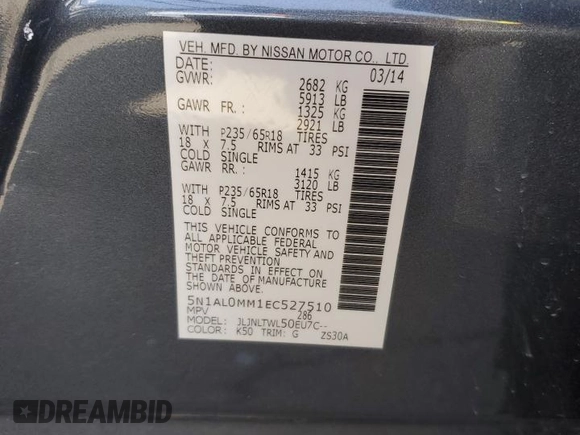 VEH. MFD. BY NISSAN MOTOR CO., LTD.
DATE: 03/14
GVWR: 2682 KG
5913 LB
GAWR FR.: 1325 KG
2921 LB
WITH P235/65R18 TIRES
18 X 7.5 RIMS AT 33 PSI
COLD SINGLE
GAWR RR.: 1415 KG
3120 LB
WITH P235/65R18 TIRES
18 X 7.5 RIMS AT 33 PSI
COLD SINGLE
THIS VEHICLE CONFORMS TO
ALL APPLICABLE FEDERAL
MOTOR VEHICLE SAFETY AND
THEFT PREVENTION
STANDARDS IN EFFECT ON
THE DATE OF MANUFACTURE
SHOWN ABOVE.
5N1AL0MM1EC527510
MPV 286
MODEL: JLJNLTWL50EU7C--
COLOR: K50 TRIM: G ZS30A
DREAMBID